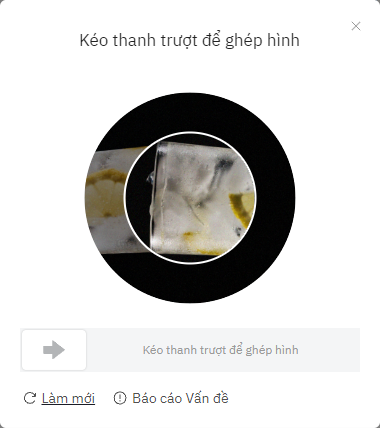 Kéo thanh trượt để ghép hình
Kéo thanh trượt để ghép hình
Làm mới
Báo cáo Vấn đề